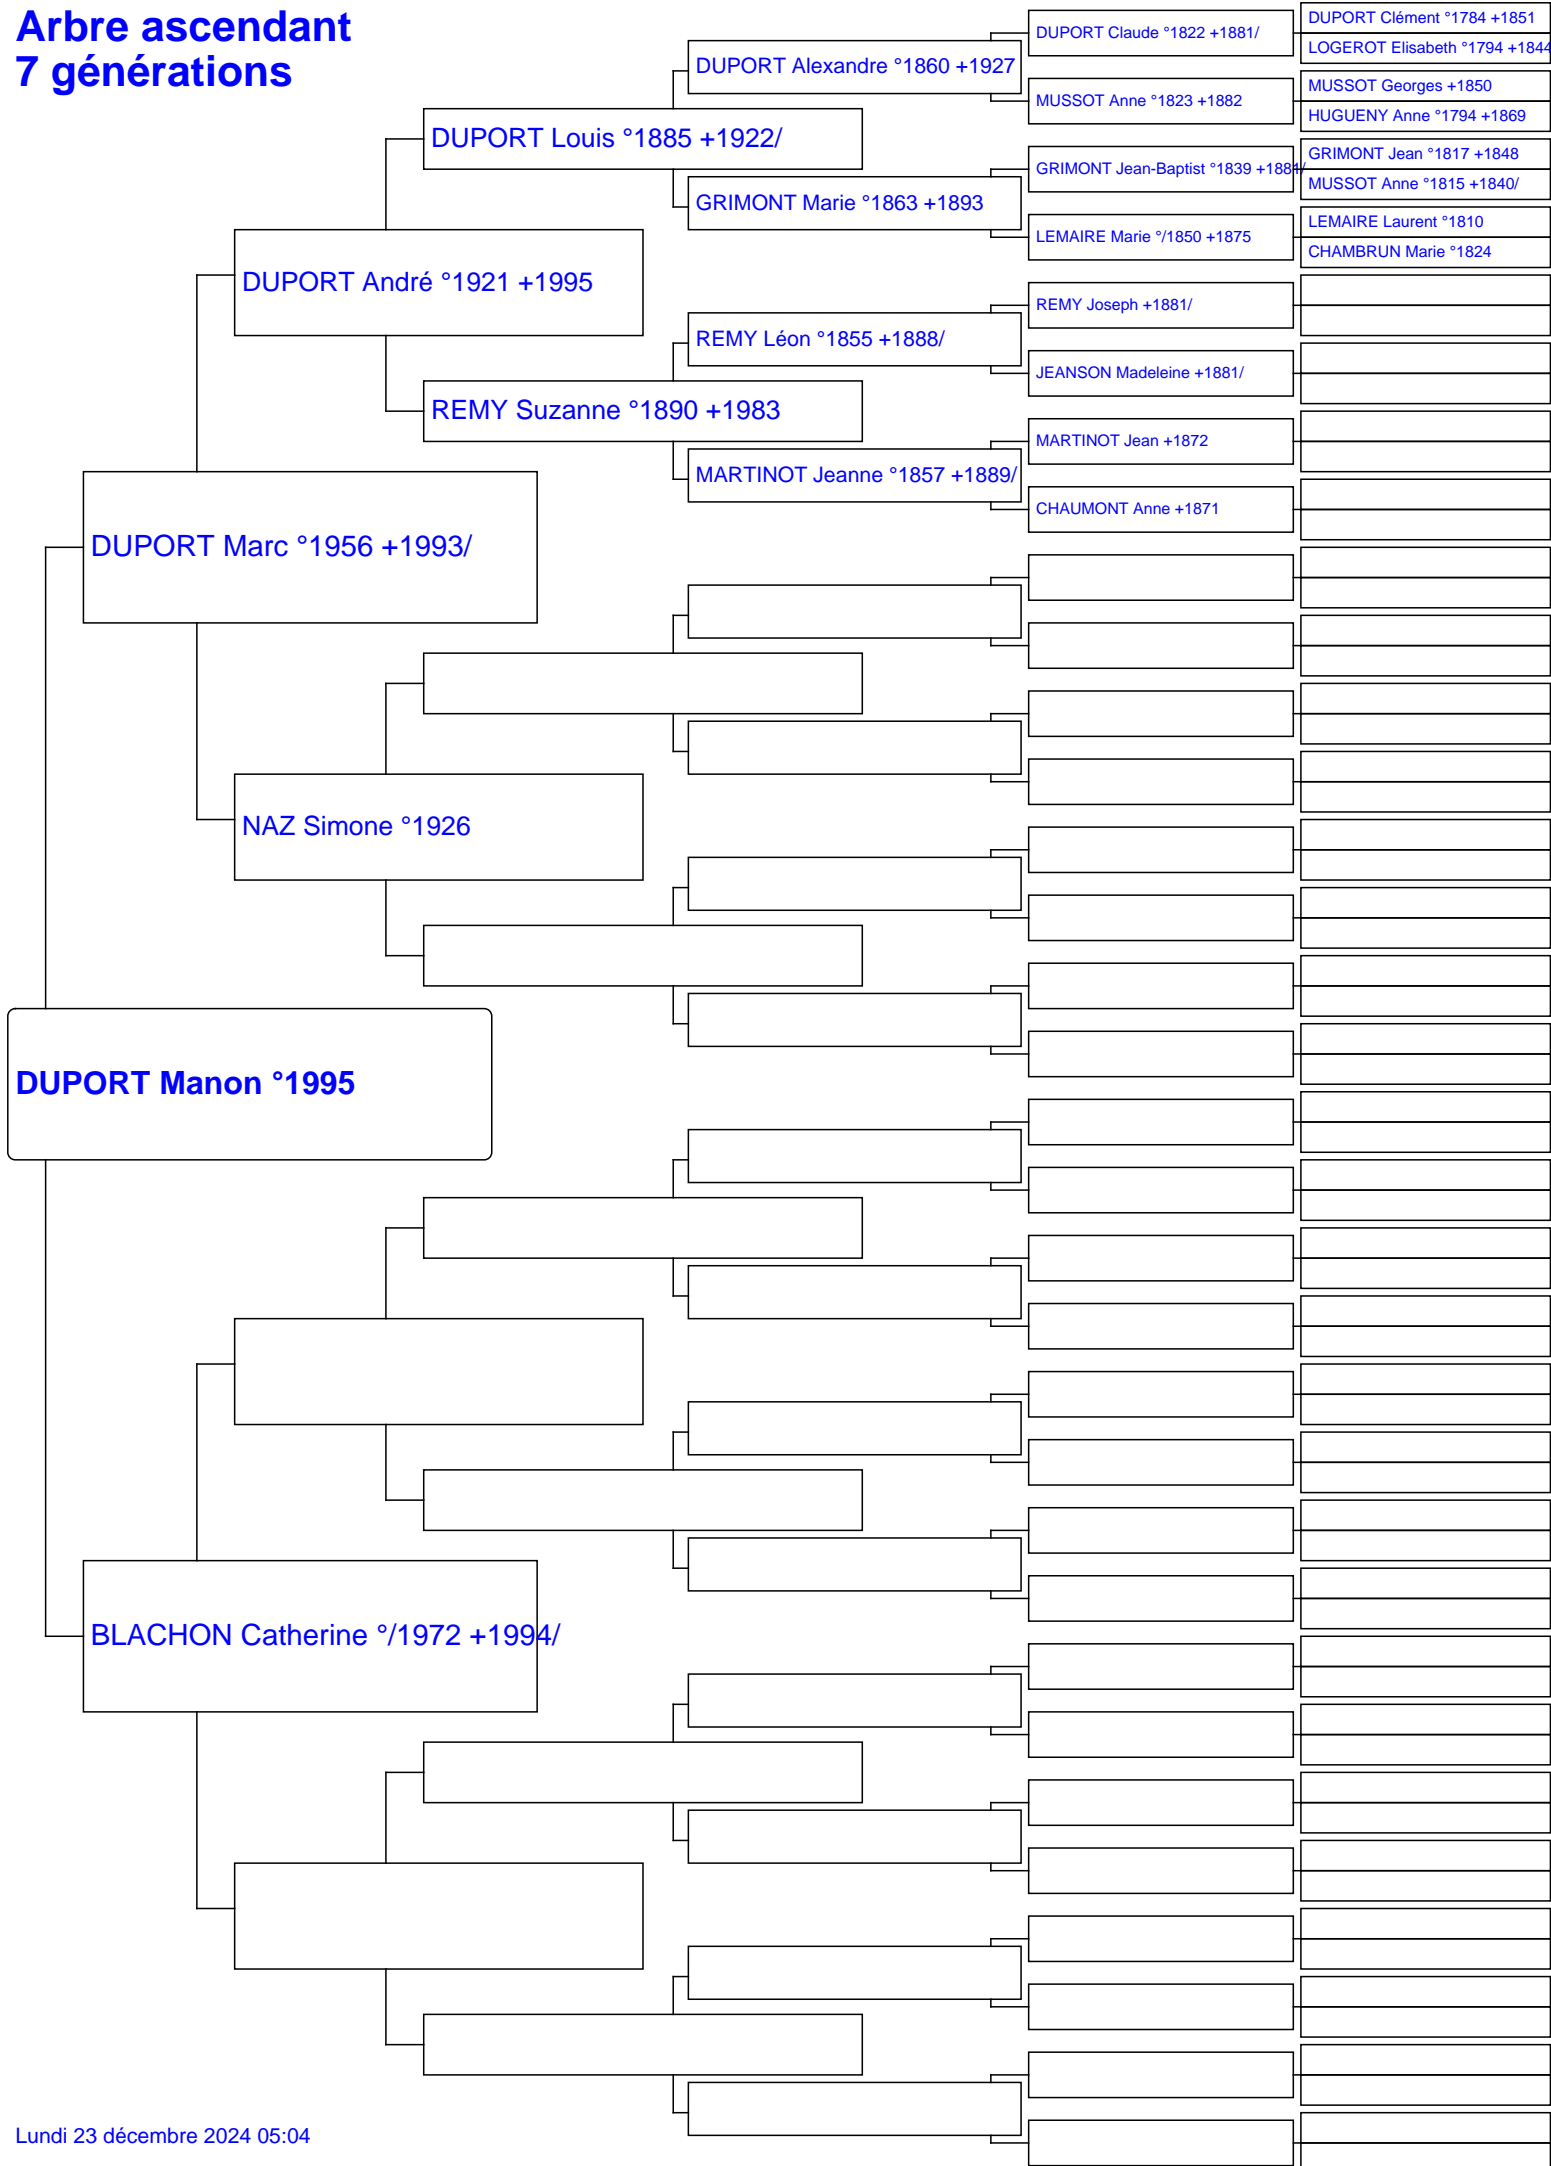 Arbre ascendant
7 générations
DUPORT Claude °1822 +1881/
DUPORT Clément °1784 +1851
LOGEROT Elisabeth °1794 +1844
DUPORT Alexandre °1860 +1927
MUSSOT Anne °1823 +1882
MUSSOT Georges +1850
HUGUENY Anne °1794 +1869
DUPORT Louis °1885 +1922/
GRIMONT Jean-Baptist °1839 +1881/
GRIMONT Jean °1817 +1848
MUSSOT Anne °1815 +1840/
GRIMONT Marie °1863 +1893
LEMAIRE Marie °/1850 +1875
LEMAIRE Laurent °1810
CHAMBRUN Marie °1824
DUPORT André °1921 +1995
REMY Joseph +1881/
REMY Léon °1855 +1888/
JEANSON Madeleine +1881/
REMY Suzanne °1890 +1983
MARTINOT Jean +1872
MARTINOT Jeanne °1857 +1889/
CHAUMONT Anne +1871
DUPORT Marc °1956 +1993/
NAZ Simone °1926
DUPORT Manon °1995
BLACHON Catherine °/1972 +1994/
Lundi 23 décembre 2024 05:04